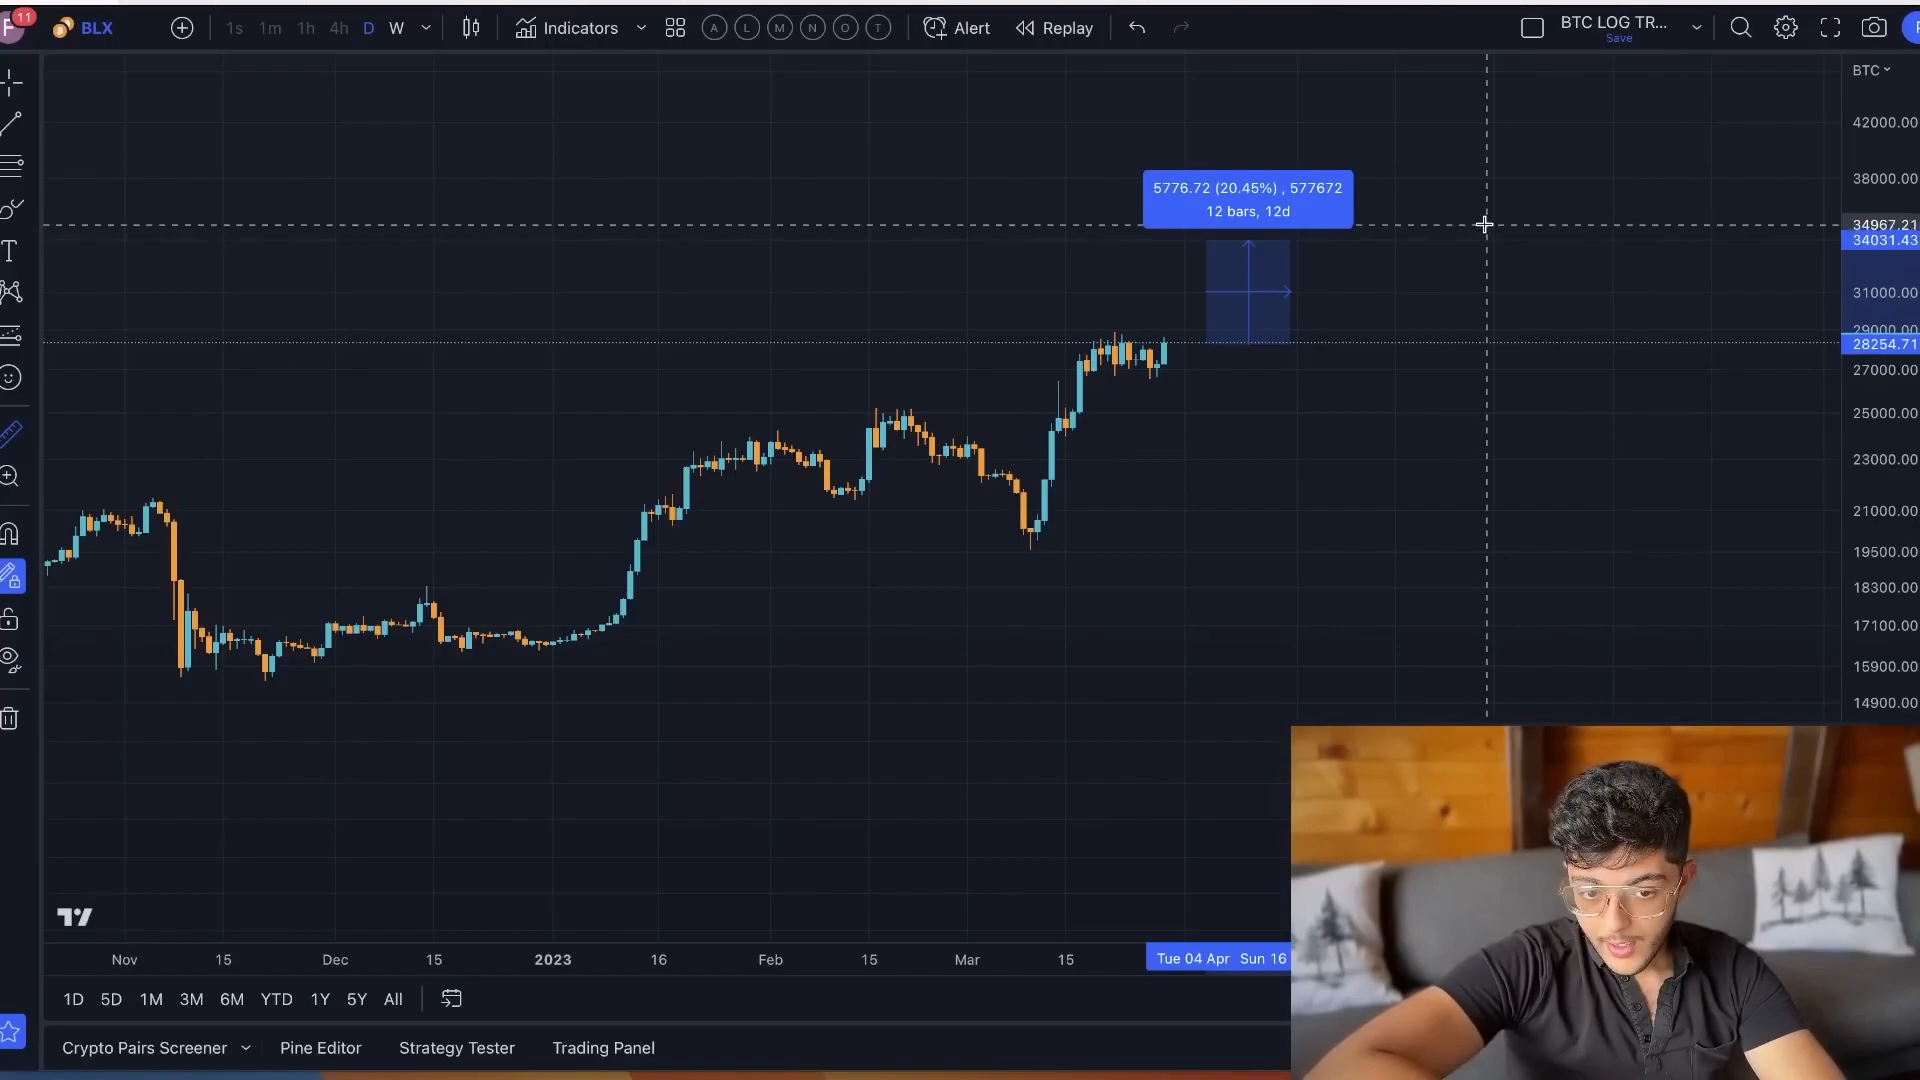 F 11 BLX 1s 1m 1h 4h D W Indicators A L M N O T Alert Replay BTC LOG TR...
Save
BTC
42000.00
5776.72 (20.45%) , 577672
12 bars, 12d
38000.00
34967.21
34031.43
31000.00
29000.00
28254.71
27000.00
25000.00
23000.00
21000.00
19500.00
18300.00
17100.00
15900.00
14900.00
Nov 15 Dec 15 2023 16 Feb 15 Mar 15 Tue 04 Apr Sun 16
1D 5D 1M 3M 6M YTD 1Y 5Y All
Crypto Pairs Screener Pine Editor Strategy Tester Trading Panel